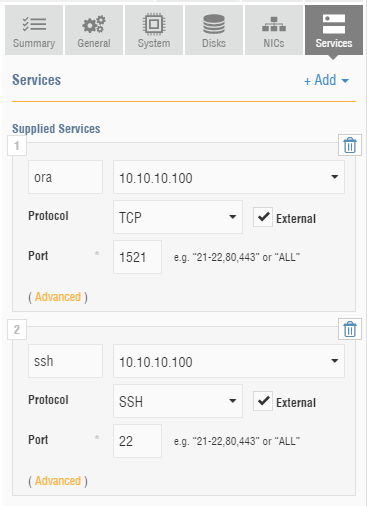 Summary General System Disks NICs Services
Services + Add
Supplied Services
1
ora 10.10.10.100
Protocol TCP External
Port * 1521 e.g. "21-22,80,443" or "ALL"
( Advanced )
2
ssh 10.10.10.100
Protocol SSH External
Port * 22 e.g. "21-22,80,443" or "ALL"
( Advanced )